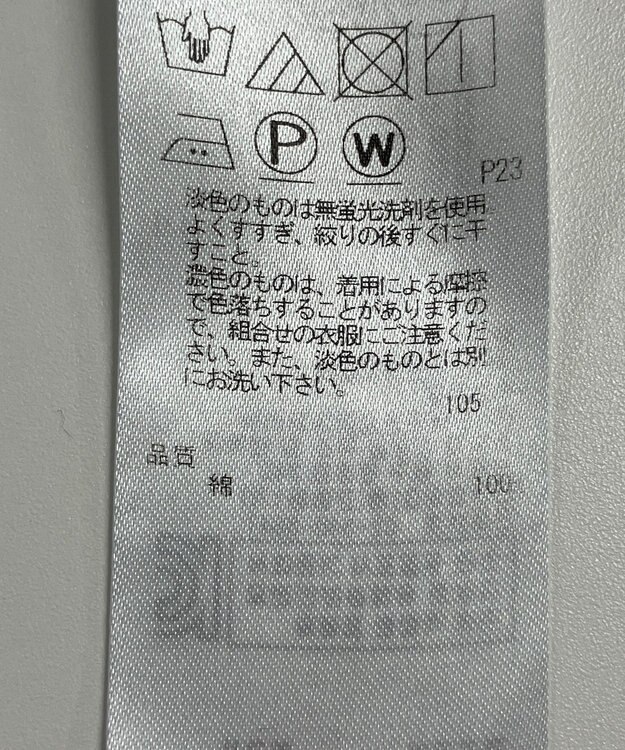 P
W
P23
淡色のものは無蛍光洗剤を使用
よくすすぎ、絞りの後すぐに干
すこと。
濃色のものは、着用による摩擦
で色落ちすることがありますの
で、組合せの衣服にご注意くだ
さい。また、淡色のものとは別
にお洗い下さい。
105
品質
綿 100